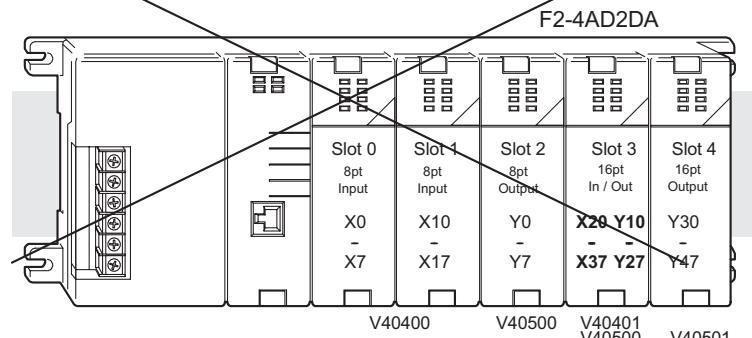 F2-4AD2DA
Slot 0
8pt
Input
X0
-
X7
Slot 1
8pt
Input
X10
-
X17
Slot 2
8pt
Output
Y0
-
Y7
Slot 3
16pt
In / Out
X20 Y10
- -
X37 Y27
Slot 4
16pt
Output
Y30
-
Y47
V40400
V40500
V40401
V40500
V40501